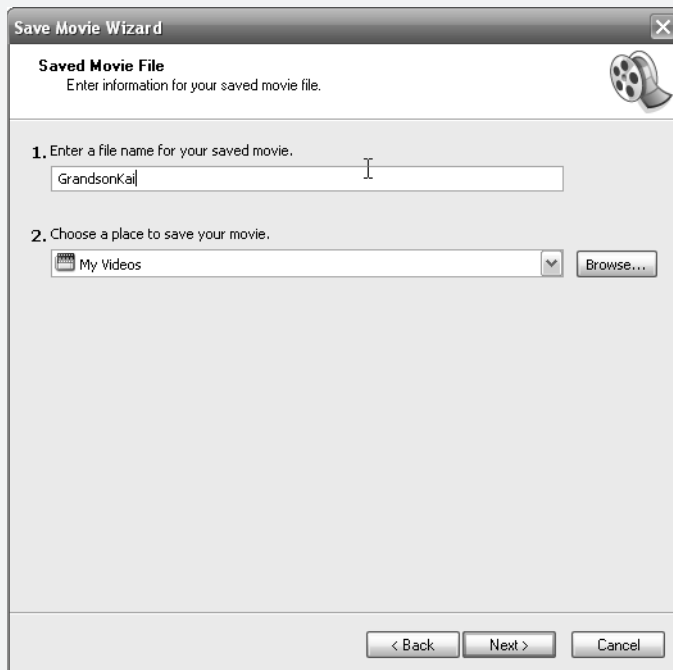 Save Movie Wizard
Saved Movie File
Enter information for your saved movie file.
1. Enter a file name for your saved movie.
GrandsonKai
2. Choose a place to save your movie.
My Videos Browse...
< Back Next > Cancel